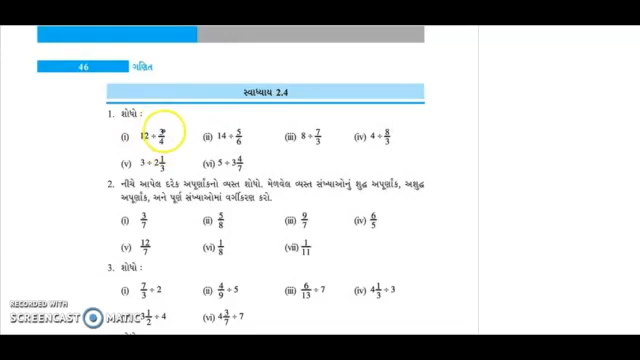 46 ગણિત
સ્વાધ્યાય 2.4
1. શોધો :
(i) 12 ÷ 3/4 (ii) 14 ÷ 5/6 (iii) 8 ÷ 7/3 (iv) 4 ÷ 8/3
(v) 3 ÷ 2 1/3 (vi) 5 ÷ 3 4/7
2. નીચે આપેલ દરેક અપૂર્ણાંકનો વ્યસ્ત શોધો. મેળવેલ વ્યસ્ત સંખ્યાઓનું શુદ્ધ અપૂર્ણાંક, અશુદ્ધ
અપૂર્ણાંક, અને પૂર્ણ સંખ્યાઓમાં વર્ગીકરણ કરો.
(i) 3/7 (ii) 5/8 (iii) 9/7 (iv) 6/5
(v) 12/7 (vi) 1/8 (vii) 1/11
3. શોધો :
(i) 7/3 ÷ 2 (ii) 4/9 ÷ 5 (iii) 6/13 ÷ 7 (iv) 4 1/3 ÷ 3
3 1/2 ÷ 4 (vi) 4 3/7 ÷ 7
RECORDED WITH
SCREENCAST MATIC